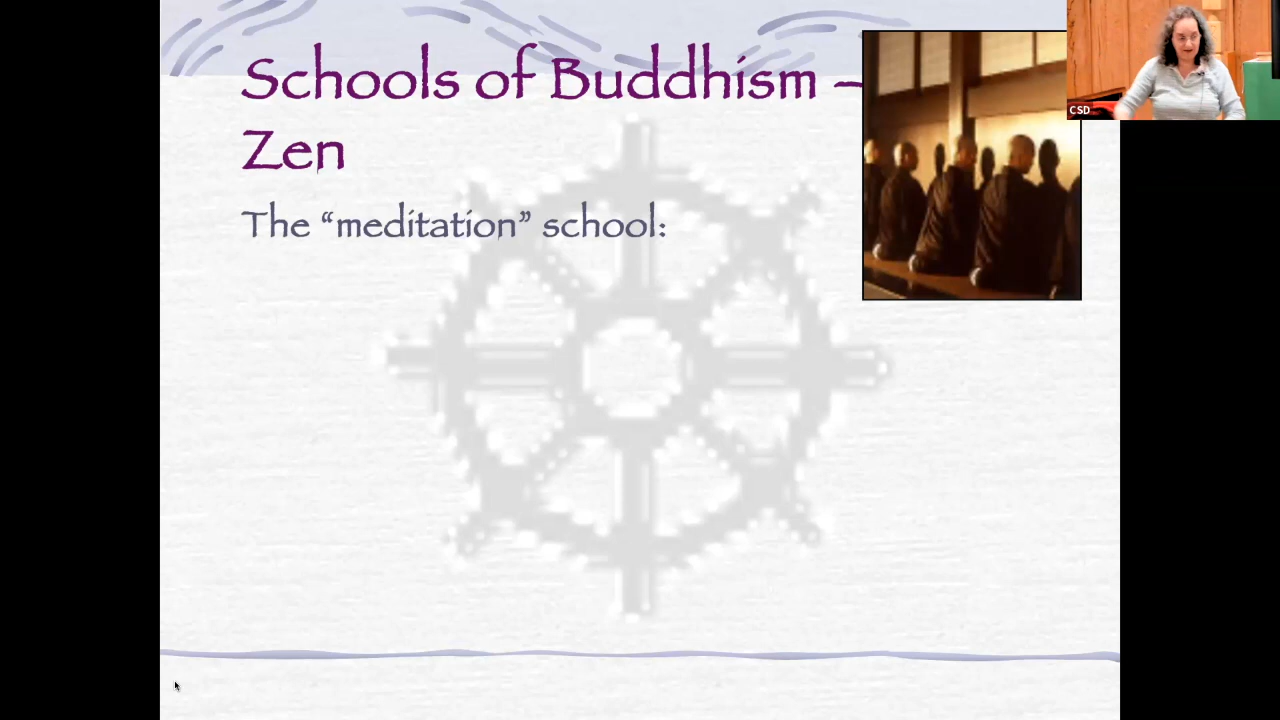 Schools of Buddhism –
Zen
The “meditation” school:
CSD